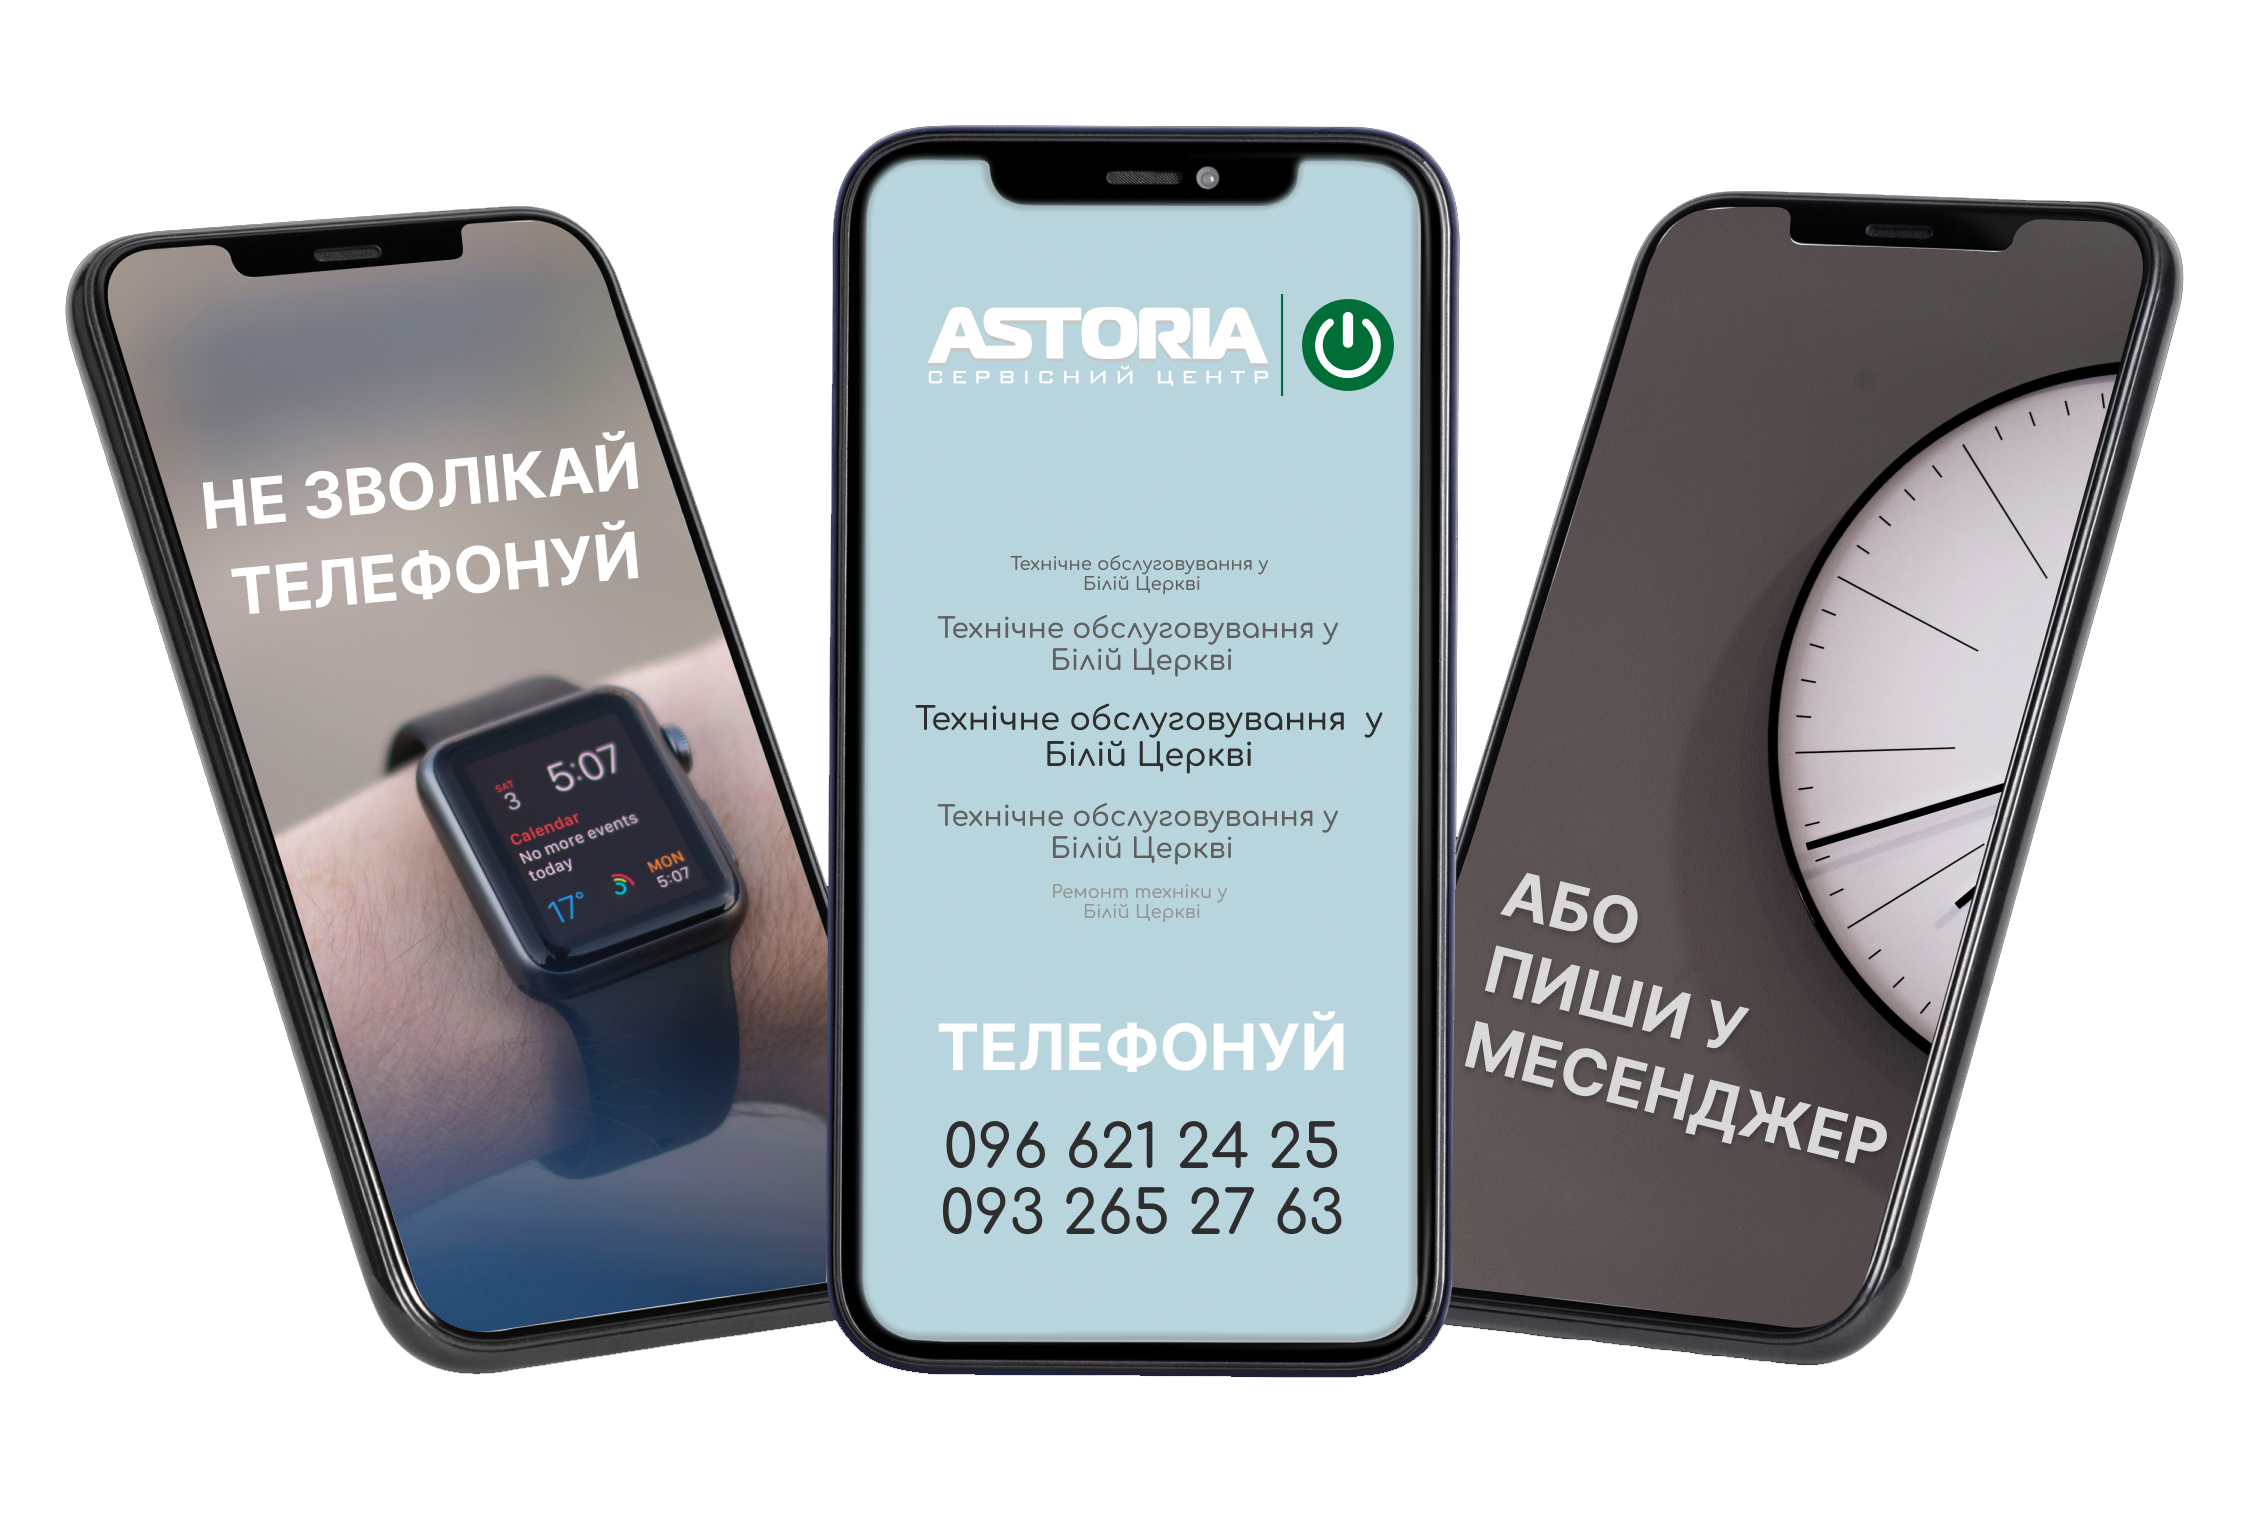 НЕ ЗВОЛІКАЙ
ТЕЛЕФОНУЙ
SAT
3
5:07
Calendar
No more events
today
17°
MON
5:07
ASTORIA
СЕРВІСНИЙ ЦЕНТР
Технічне обслуговування у
Білій Церкві
Технічне обслуговування у
Білій Церкві
Технічне обслуговування у
Білій Церкві
Технічне обслуговування у
Білій Церкві
Ремонт техніки у
Білій Церкві
ТЕЛЕФОНУЙ
096 621 24 25
093 265 27 63
АБО
ПИШИ У
МЕСЕНДЖЕР